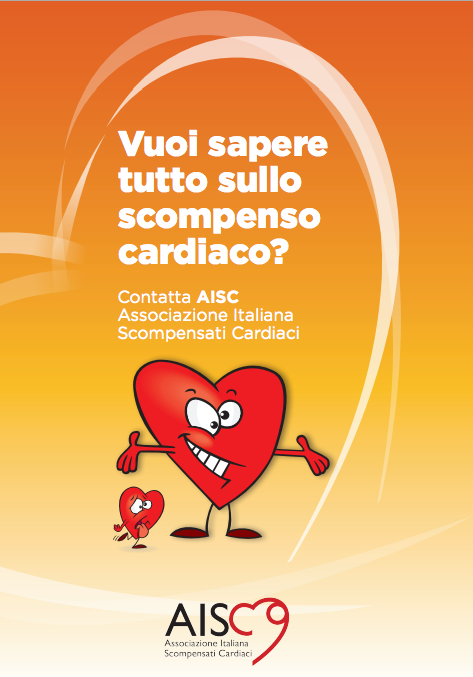 Vuoi sapere
tutto sullo
scompenso
cardiaco?
Contatta AISC
Associazione Italiana
Scompensati Cardiaci
AISC
Associazione Italiana
Scompensati Cardiaci